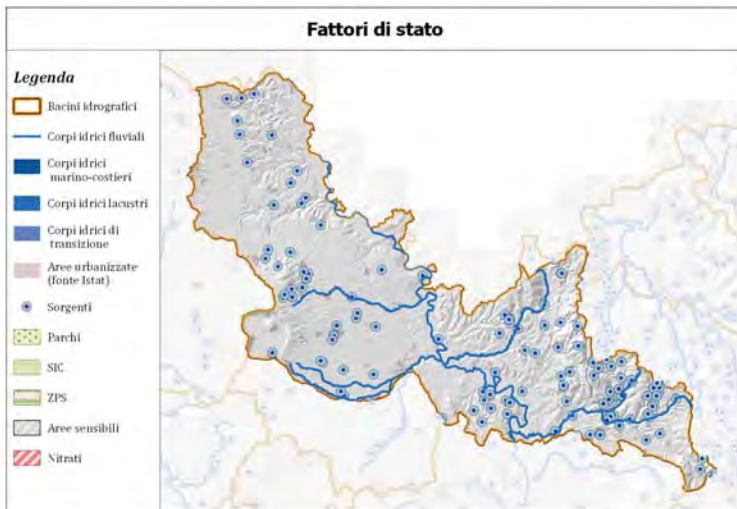 Fattori di stato
Legenda
Bacini idrografici
Corpi idrici fluviali
Corpi idrici
marino-costieri
Corpi idrici lacustri
Corpi idrici di
transizione
Aree urbanizzate
(fonte Istat)
Sorgenti
Parchi
SIC
ZPS
Aree sensibili
Nitrati